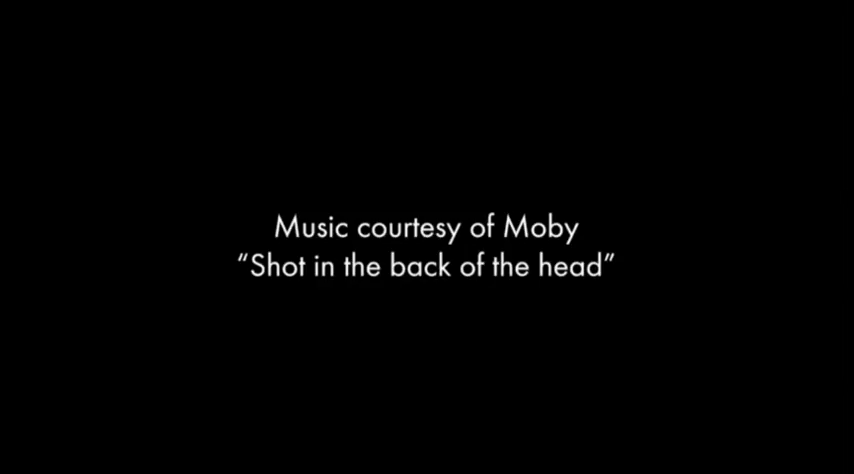 Music courtesy of Moby
“Shot in the back of the head”